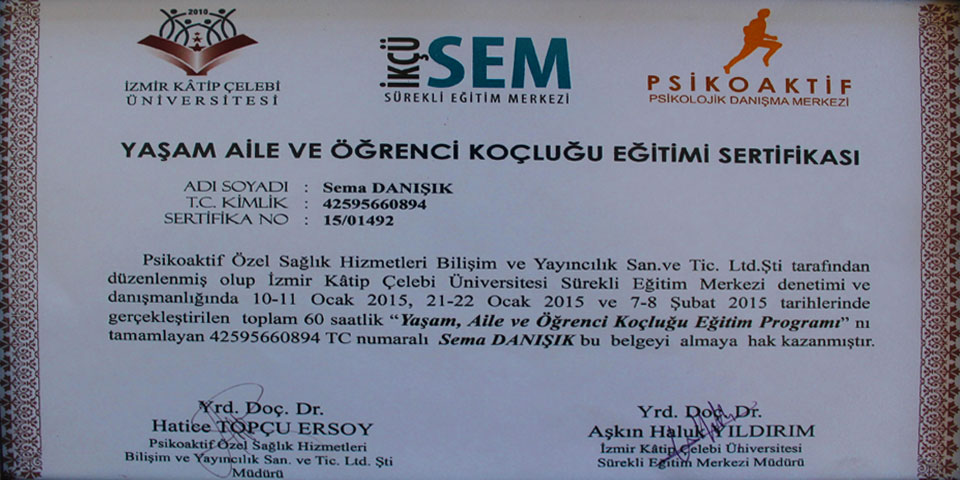 2010
İZMİR KÂTİP ÇELEBİ
ÜNİVERSİTESİ
İKÇÜ
SEM
SÜREKLİ EĞİTİM MERKEZİ
PSİKOAKTİF
PSİKOLOJİK DANIŞMA MERKEZİ
YAŞAM AİLE VE ÖĞRENCİ KOÇLUĞU EĞİTİMİ SERTİFİKASI
ADI SOYADI : Sema DANIŞIK
T.C. KİMLİK : 42595660894
SERTİFİKA NO : 15/01492
Psikoaktif Özel Sağlık Hizmetleri Bilişim ve Yayıncılık San.ve Tic. Ltd.Şti tarafından
düzenlenmiş olup İzmir Kâtip Çelebi Üniversitesi Sürekli Eğitim Merkezi denetimi ve
danışmanlığında 10-11 Ocak 2015, 21-22 Ocak 2015 ve 7-8 Şubat 2015 tarihlerinde
gerçekleştirilen toplam 60 saatlik “Yaşam, Aile ve Öğrenci Koçluğu Eğitim Programı” nı
tamamlayan 42595660894 TC numaralı Sema DANIŞIK bu belgeyi almaya hak kazanmıştır.
Yrd. Doç. Dr.
Hatice TOPÇU ERSOY
Psikoaktif Özel Sağlık Hizmetleri
Bilişim ve Yayıncılık San. ve Tic. Ltd. Şti
Müdürü
Yrd. Doç. Dr.
Aşkın Haluk YILDIRIM
İzmir Kâtip Çelebi Üniversitesi
Sürekli Eğitim Merkezi Müdürü